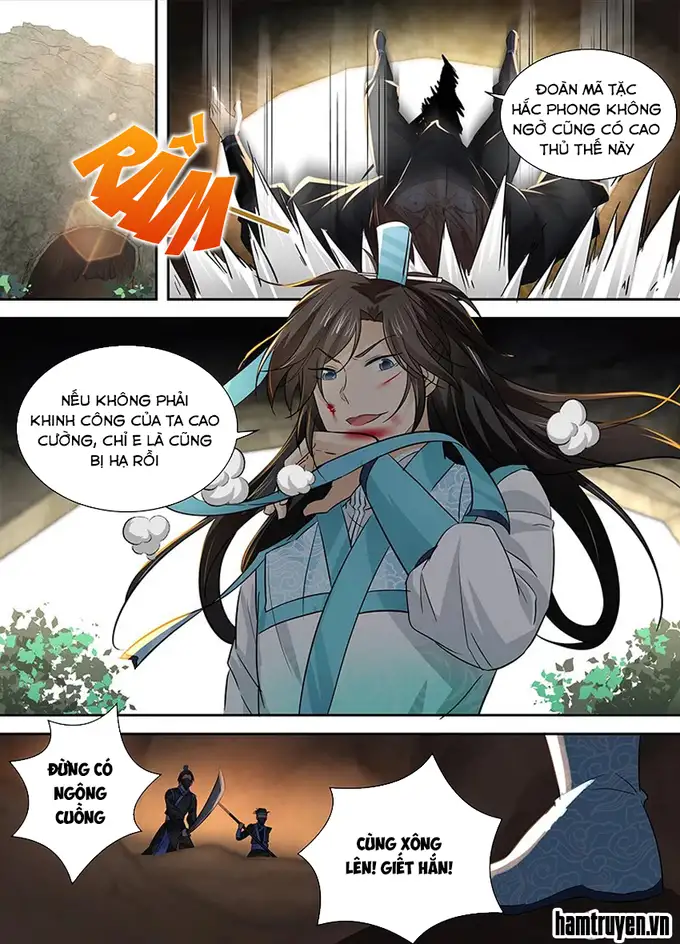 RẦM
ĐOÀN MÃ TẶC
HẮC PHONG KHÔNG
NGỜ CŨNG CÓ CAO
THỦ THẾ NÀY
NẾU KHÔNG PHẢI
KHINH CÔNG CỦA TA CAO
CƯỜNG, CHỈ E LÀ CŨNG
BỊ HẠ RỒI
ĐỪNG CÓ
NGÔNG
CUỒNG
CÙNG XÔNG
LÊN! GIẾT HẮN!
hamtruyen.vn